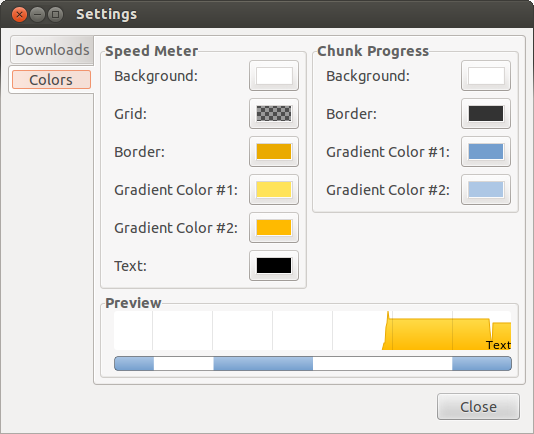 Settings
Downloads
Colors
Speed Meter
Background:
Grid:
Border:
Gradient Color #1:
Gradient Color #2:
Text:
Chunk Progress
Background:
Border:
Gradient Color #1:
Gradient Color #2:
Preview
Text
Close